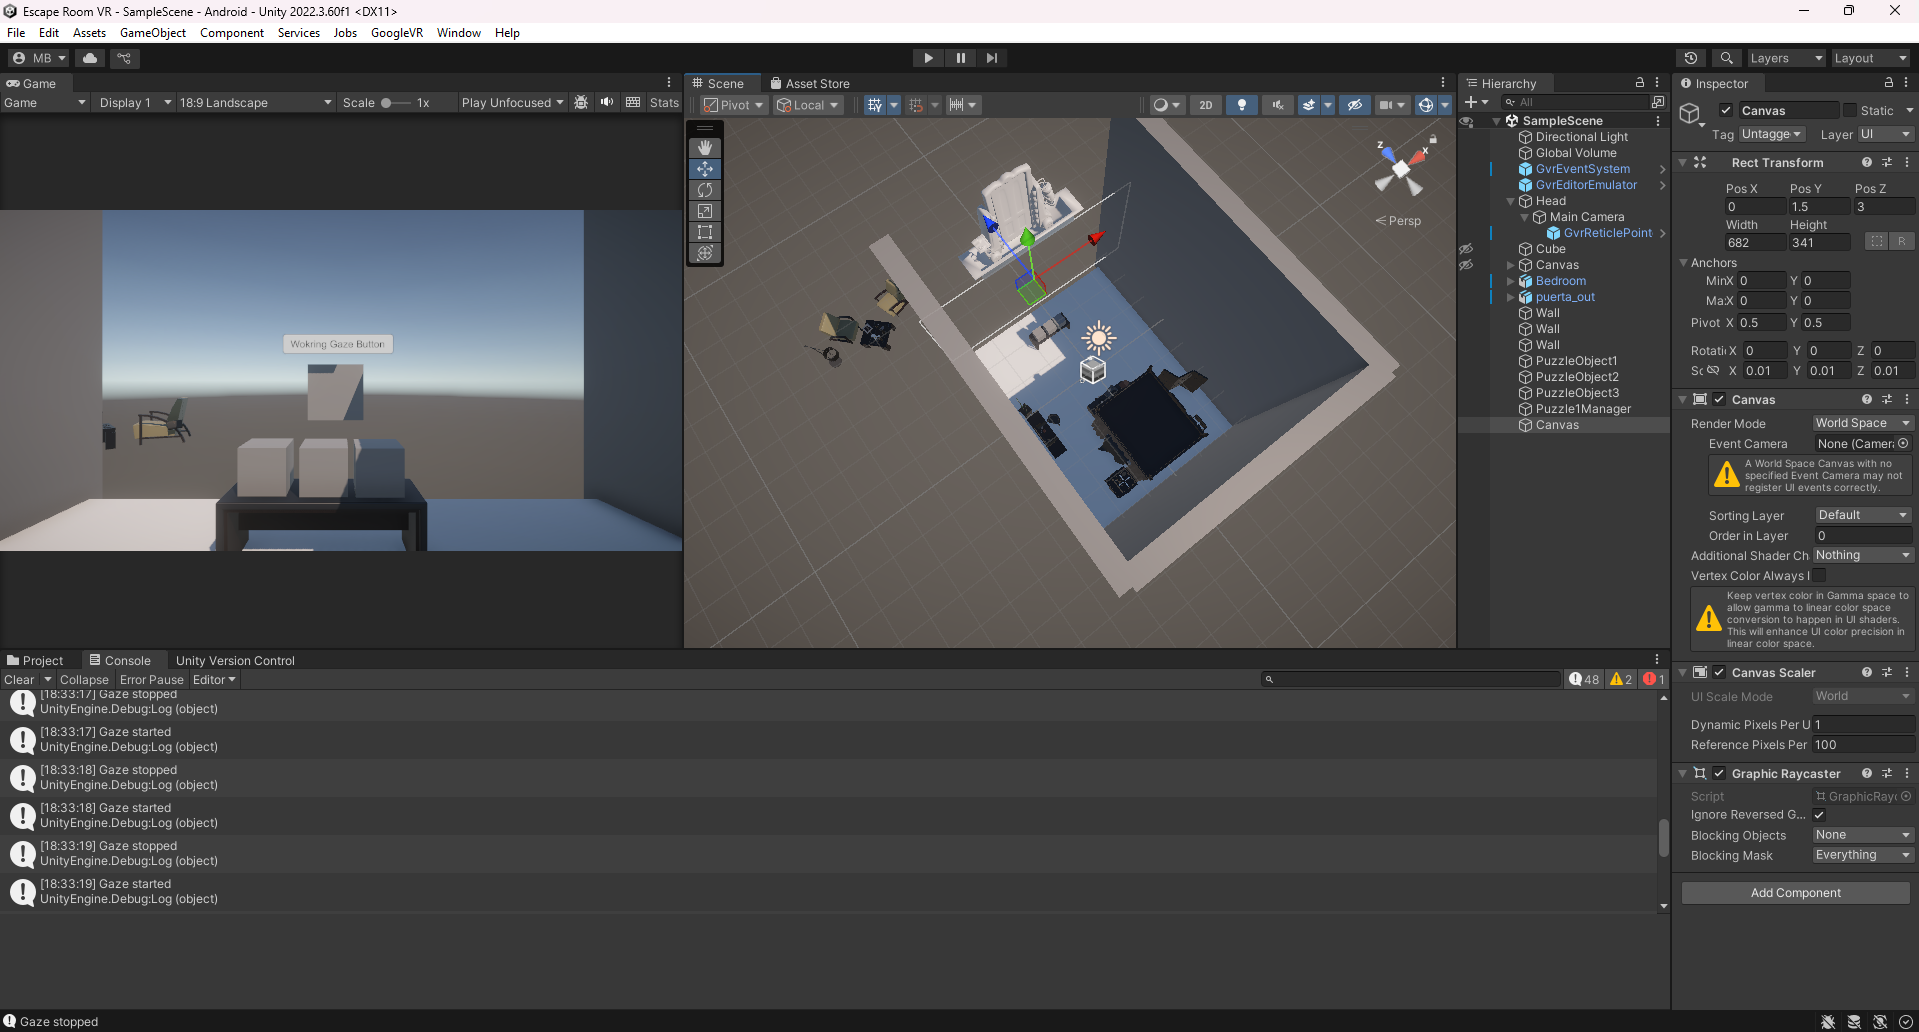 Escape Room VR - SampleScene - Android - Unity 2022.3.60f1 <DX11>
File Edit Assets GameObject Component Services Jobs GoogleVR Window Help
MB Layers Layout
Game
Game Display 1 18:9 Landscape Scale 1x Play Unfocused Stats
Wokring Gaze Button
Scene Asset Store
Pivot Local 2D
z
x
Persp
Hierarchy
All
SampleScene
Directional Light
Global Volume
GvrEventSystem
GvrEditorEmulator
Head
Main Camera
GvrReticlePoint
Cube
Canvas
Bedroom
puerta_out
Wall
Wall
Wall
PuzzleObject1
PuzzleObject2
PuzzleObject3
Puzzle1Manager
Canvas
Inspector
Canvas Static
Tag Untagge Layer UI
Rect Transform
Pos X Pos Y Pos Z
0 1.5 3
Width Height
682 341
R
Anchors
Min X 0 Y 0
Max X 0 Y 0
Pivot X 0.5 Y 0.5
Rotati X 0 Y 0 Z 0
Sc X 0.01 Y 0.01 Z 0.01
Canvas
Render Mode World Space
Event Camera None (Camera
A World Space Canvas with no
specified Event Camera may not
register UI events correctly.
Sorting Layer Default
Order in Layer 0
Additional Shader Ch Nothing
Vertex Color Always I
Keep vertex color in Gamma space to
allow gamma to linear color space
conversion to happen in UI shaders.
This will enhance UI color precision in
linear color space.
Canvas Scaler
UI Scale Mode World
Dynamic Pixels Per U 1
Reference Pixels Per 100
Graphic Raycaster
Script GraphicRayc
Ignore Reversed G...
Blocking Objects None
Blocking Mask Everything
Add Component
Project Console Unity Version Control
Clear Collapse Error Pause Editor 48 2 1
[18:33:17] Gaze stopped
UnityEngine.Debug:Log (object)
[18:33:17] Gaze started
UnityEngine.Debug:Log (object)
[18:33:18] Gaze stopped
UnityEngine.Debug:Log (object)
[18:33:18] Gaze started
UnityEngine.Debug:Log (object)
[18:33:19] Gaze stopped
UnityEngine.Debug:Log (object)
[18:33:19] Gaze started
UnityEngine.Debug:Log (object)
Gaze stopped